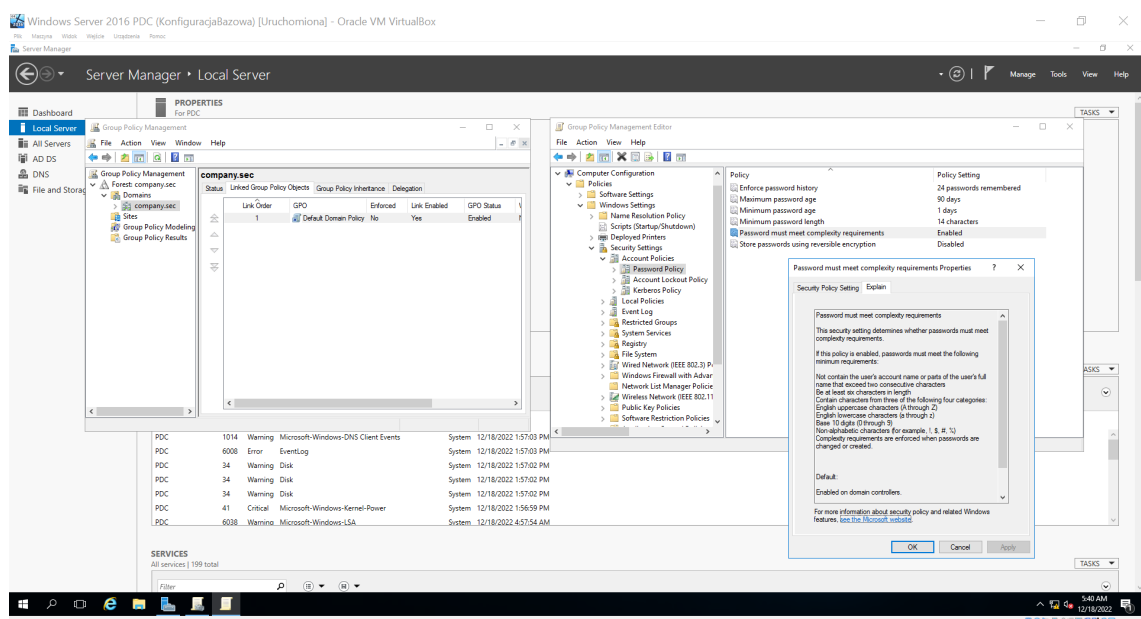 Windows Server 2016 PDC (KonfiguracjaBazowa) [Uruchomiona] - Oracle VM VirtualBox
Plik Maszyna Widok Wejście Urządzenia Pomoc
Server Manager
Server Manager • Local Server
Manage Tools View Help
Dashboard
Local Server
All Servers
AD DS
DNS
File and Storag
PROPERTIES
For PDC
TASKS
Group Policy Management
File Action View Window Help
Group Policy Management
Forest: company.sec
Domains
company.sec
Sites
Group Policy Modeling
Group Policy Results
company.sec
Status Linked Group Policy Objects Group Policy Inheritance Delegation
Link Order GPO Enforced Link Enabled GPO Status
1 Default Domain Policy No Yes Enabled
Group Policy Management Editor
File Action View Help
Computer Configuration
Policies
Software Settings
Windows Settings
Name Resolution Policy
Scripts (Startup/Shutdown)
Deployed Printers
Security Settings
Account Policies
Password Policy
Account Lockout Policy
Kerberos Policy
Local Policies
Event Log
Restricted Groups
System Services
Registry
File System
Wired Network (IEEE 802.3) P
Windows Firewall with Advar
Network List Manager Policie
Wireless Network (IEEE 802.11
Public Key Policies
Software Restriction Policies
Policy Policy Setting
Enforce password history 24 passwords remembered
Maximum password age 90 days
Minimum password age 1 days
Minimum password length 14 characters
Password must meet complexity requirements Enabled
Store passwords using reversible encryption Disabled
Password must meet complexity requirements Properties ? X
Security Policy Setting Explain
Password must meet complexity requirements
This security setting determines whether passwords must meet
complexity requirements.
If this policy is enabled, passwords must meet the following
minimum requirements:
Not contain the user's account name or parts of the user's full
name that exceed two consecutive characters
Be at least six characters in length
Contain characters from three of the following four categories:
English uppercase characters (A through Z)
English lowercase characters (a through z)
Base 10 digits (0 through 9)
Non-alphabetic characters (for example, !, $, #, %)
Complexity requirements are enforced when passwords are
changed or created.
Default:
Enabled on domain controllers.
For more information about security policy and related Windows
features, see the Microsoft website.
OK Cancel Apply
ASKS
PDC 1014 Warning Microsoft-Windows-DNS Client Events System 12/18/2022 1:57:03 PM
PDC 6008 Error EventLog System 12/18/2022 1:57:03 PM
PDC 34 Warning Disk System 12/18/2022 1:57:02 PM
PDC 34 Warning Disk System 12/18/2022 1:57:02 PM
PDC 34 Warning Disk System 12/18/2022 1:57:02 PM
PDC 41 Critical Microsoft-Windows-Kernel-Power System 12/18/2022 1:56:59 PM
PDC 6038 Warning Microsoft-Windows-LSA System 12/18/2022 4:57:54 AM
SERVICES
All services | 199 total
TASKS
Filter
5:40 AM
12/18/2022